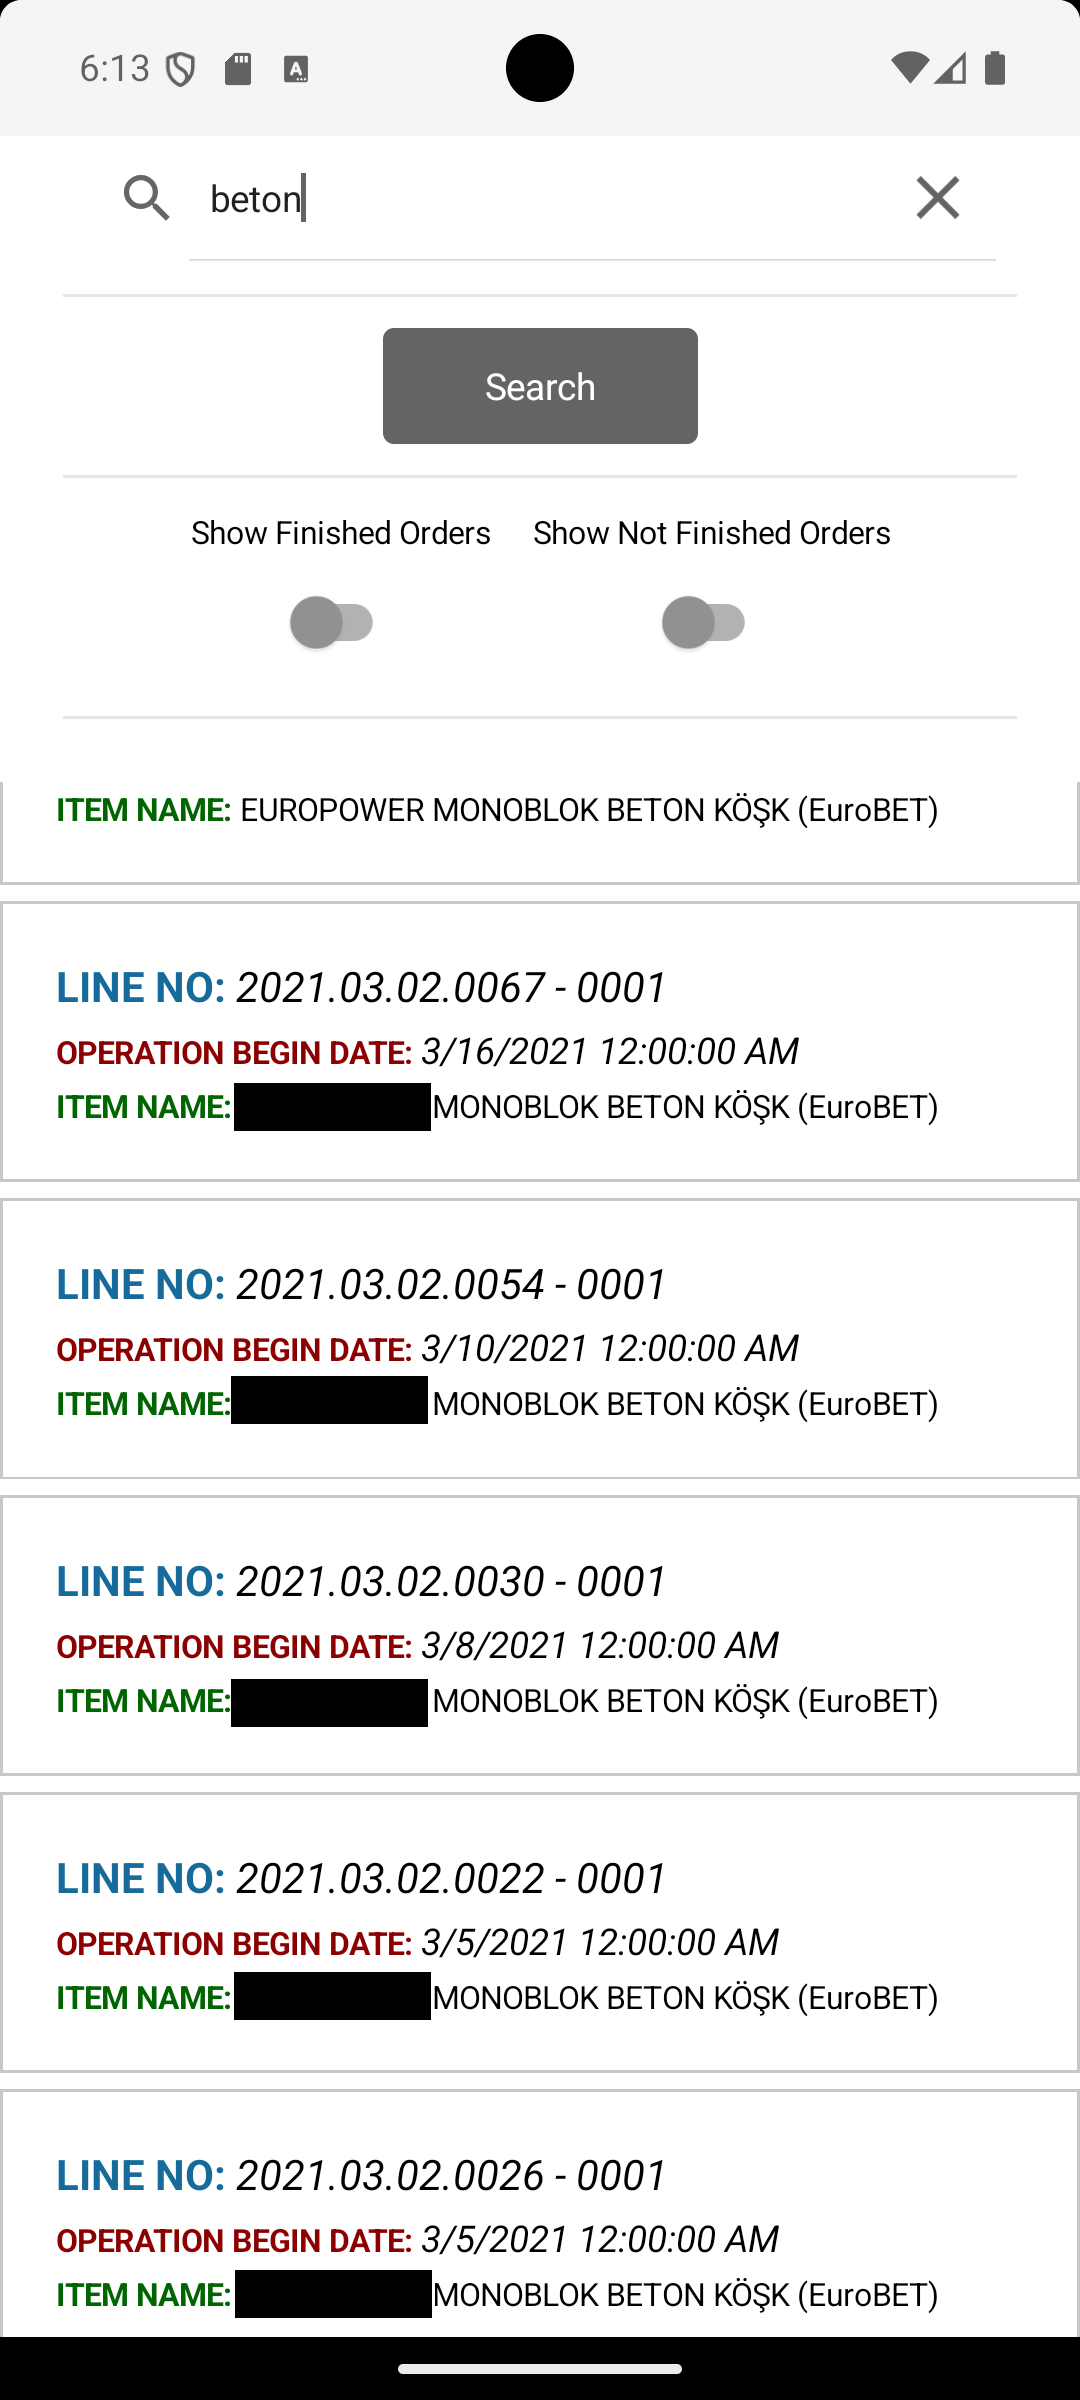 6:13
beton
Search
Show Finished Orders Show Not Finished Orders
ITEM NAME: EUROPOWER MONOBLOK BETON KÖŞK (EuroBET)
LINE NO: 2021.03.02.0067 - 0001
OPERATION BEGIN DATE: 3/16/2021 12:00:00 AM
ITEM NAME: MONOBLOK BETON KÖŞK (EuroBET)
LINE NO: 2021.03.02.0054 - 0001
OPERATION BEGIN DATE: 3/10/2021 12:00:00 AM
ITEM NAME: MONOBLOK BETON KÖŞK (EuroBET)
LINE NO: 2021.03.02.0030 - 0001
OPERATION BEGIN DATE: 3/8/2021 12:00:00 AM
ITEM NAME: MONOBLOK BETON KÖŞK (EuroBET)
LINE NO: 2021.03.02.0022 - 0001
OPERATION BEGIN DATE: 3/5/2021 12:00:00 AM
ITEM NAME: MONOBLOK BETON KÖŞK (EuroBET)
LINE NO: 2021.03.02.0026 - 0001
OPERATION BEGIN DATE: 3/5/2021 12:00:00 AM
ITEM NAME: MONOBLOK BETON KÖŞK (EuroBET)